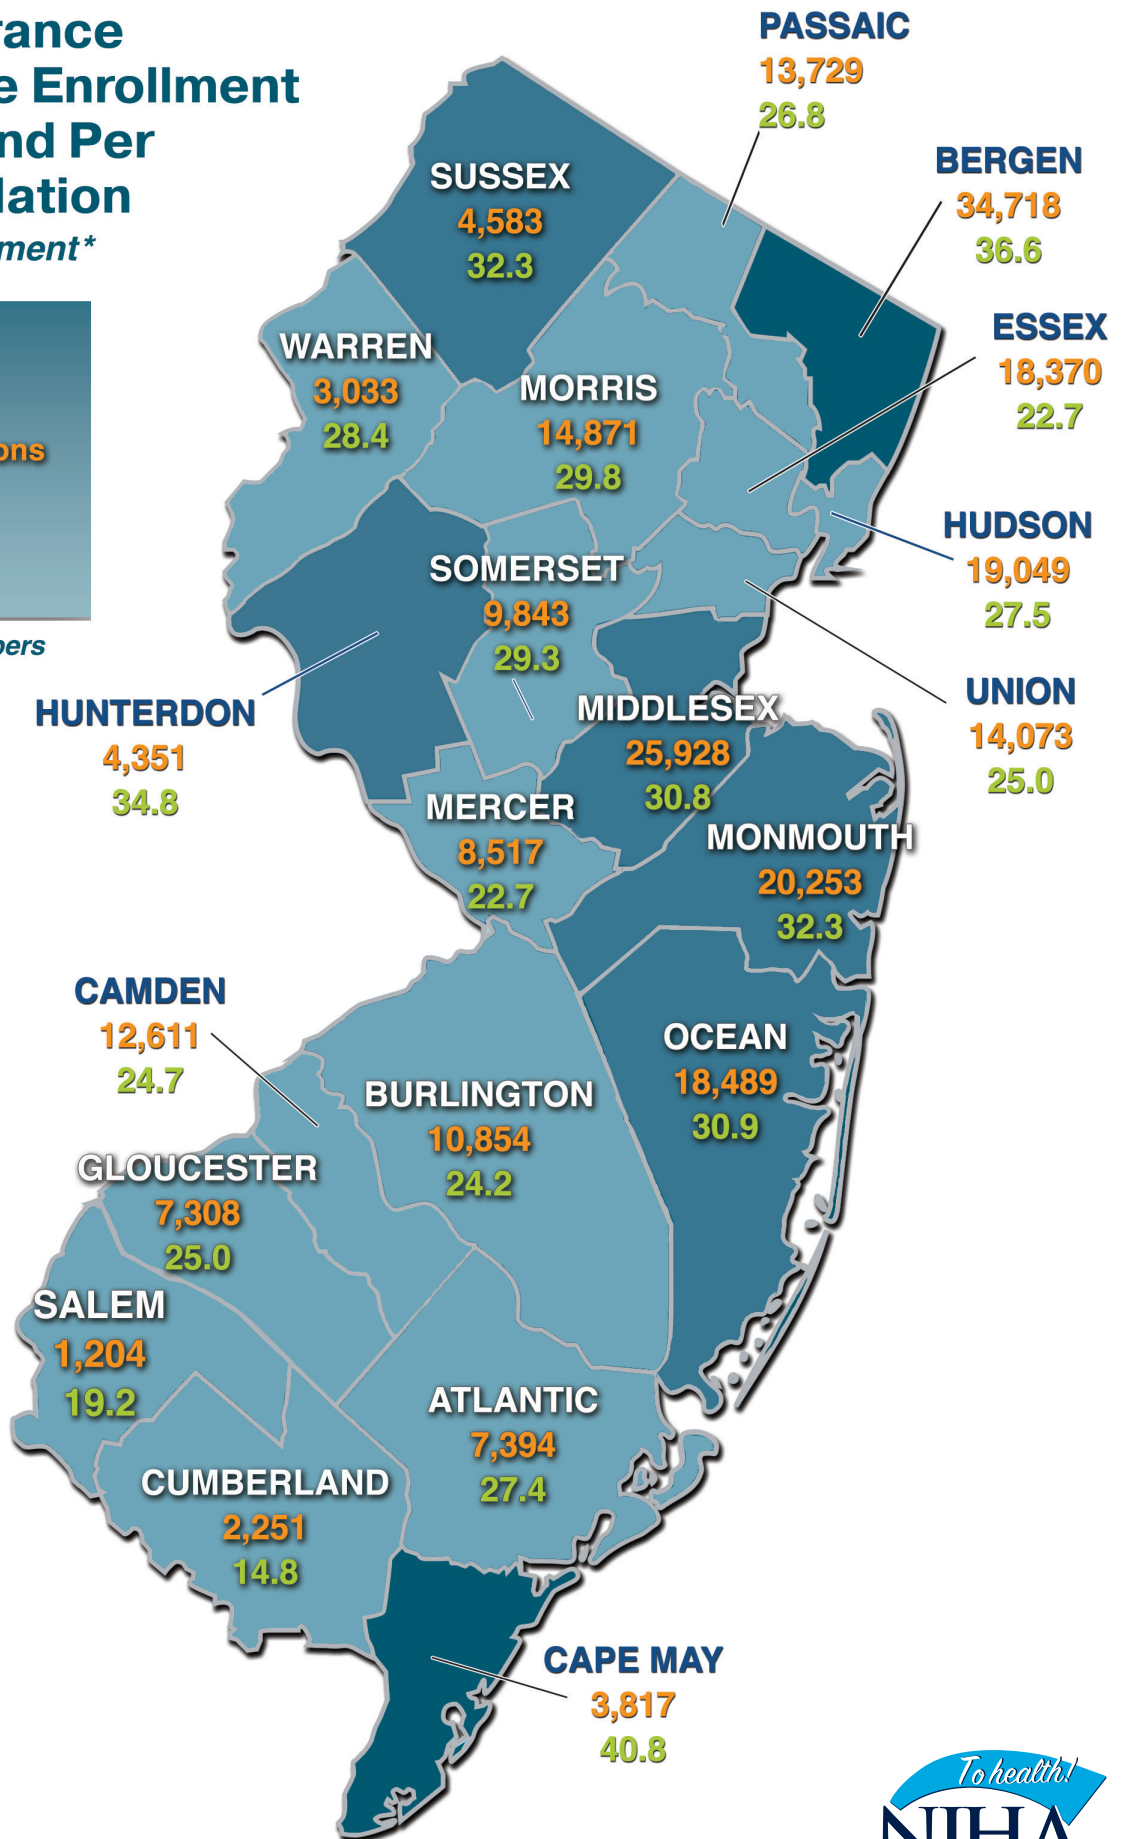 rance
e Enrollment
nd Per
lation
ment*
ons
bers
PASSAIC
13,729
26.8
BERGEN
34,718
36.6
SUSSEX
4,583
32.3
ESSEX
18,370
22.7
WARREN
3,033
28.4
MORRIS
14,871
29.8
HUDSON
19,049
27.5
SOMERSET
9,843
29.3
UNION
14,073
25.0
HUNTERDON
4,351
34.8
MIDDLESEX
25,928
30.8
MERCER
8,517
22.7
MONMOUTH
20,253
32.3
CAMDEN
12,611
24.7
OCEAN
18,489
30.9
BURLINGTON
10,854
24.2
GLOUCESTER
7,308
25.0
SALEM
1,204
19.2
ATLANTIC
7,394
27.4
CUMBERLAND
2,251
14.8
CAPE MAY
3,817
40.8
To health!
NJHA